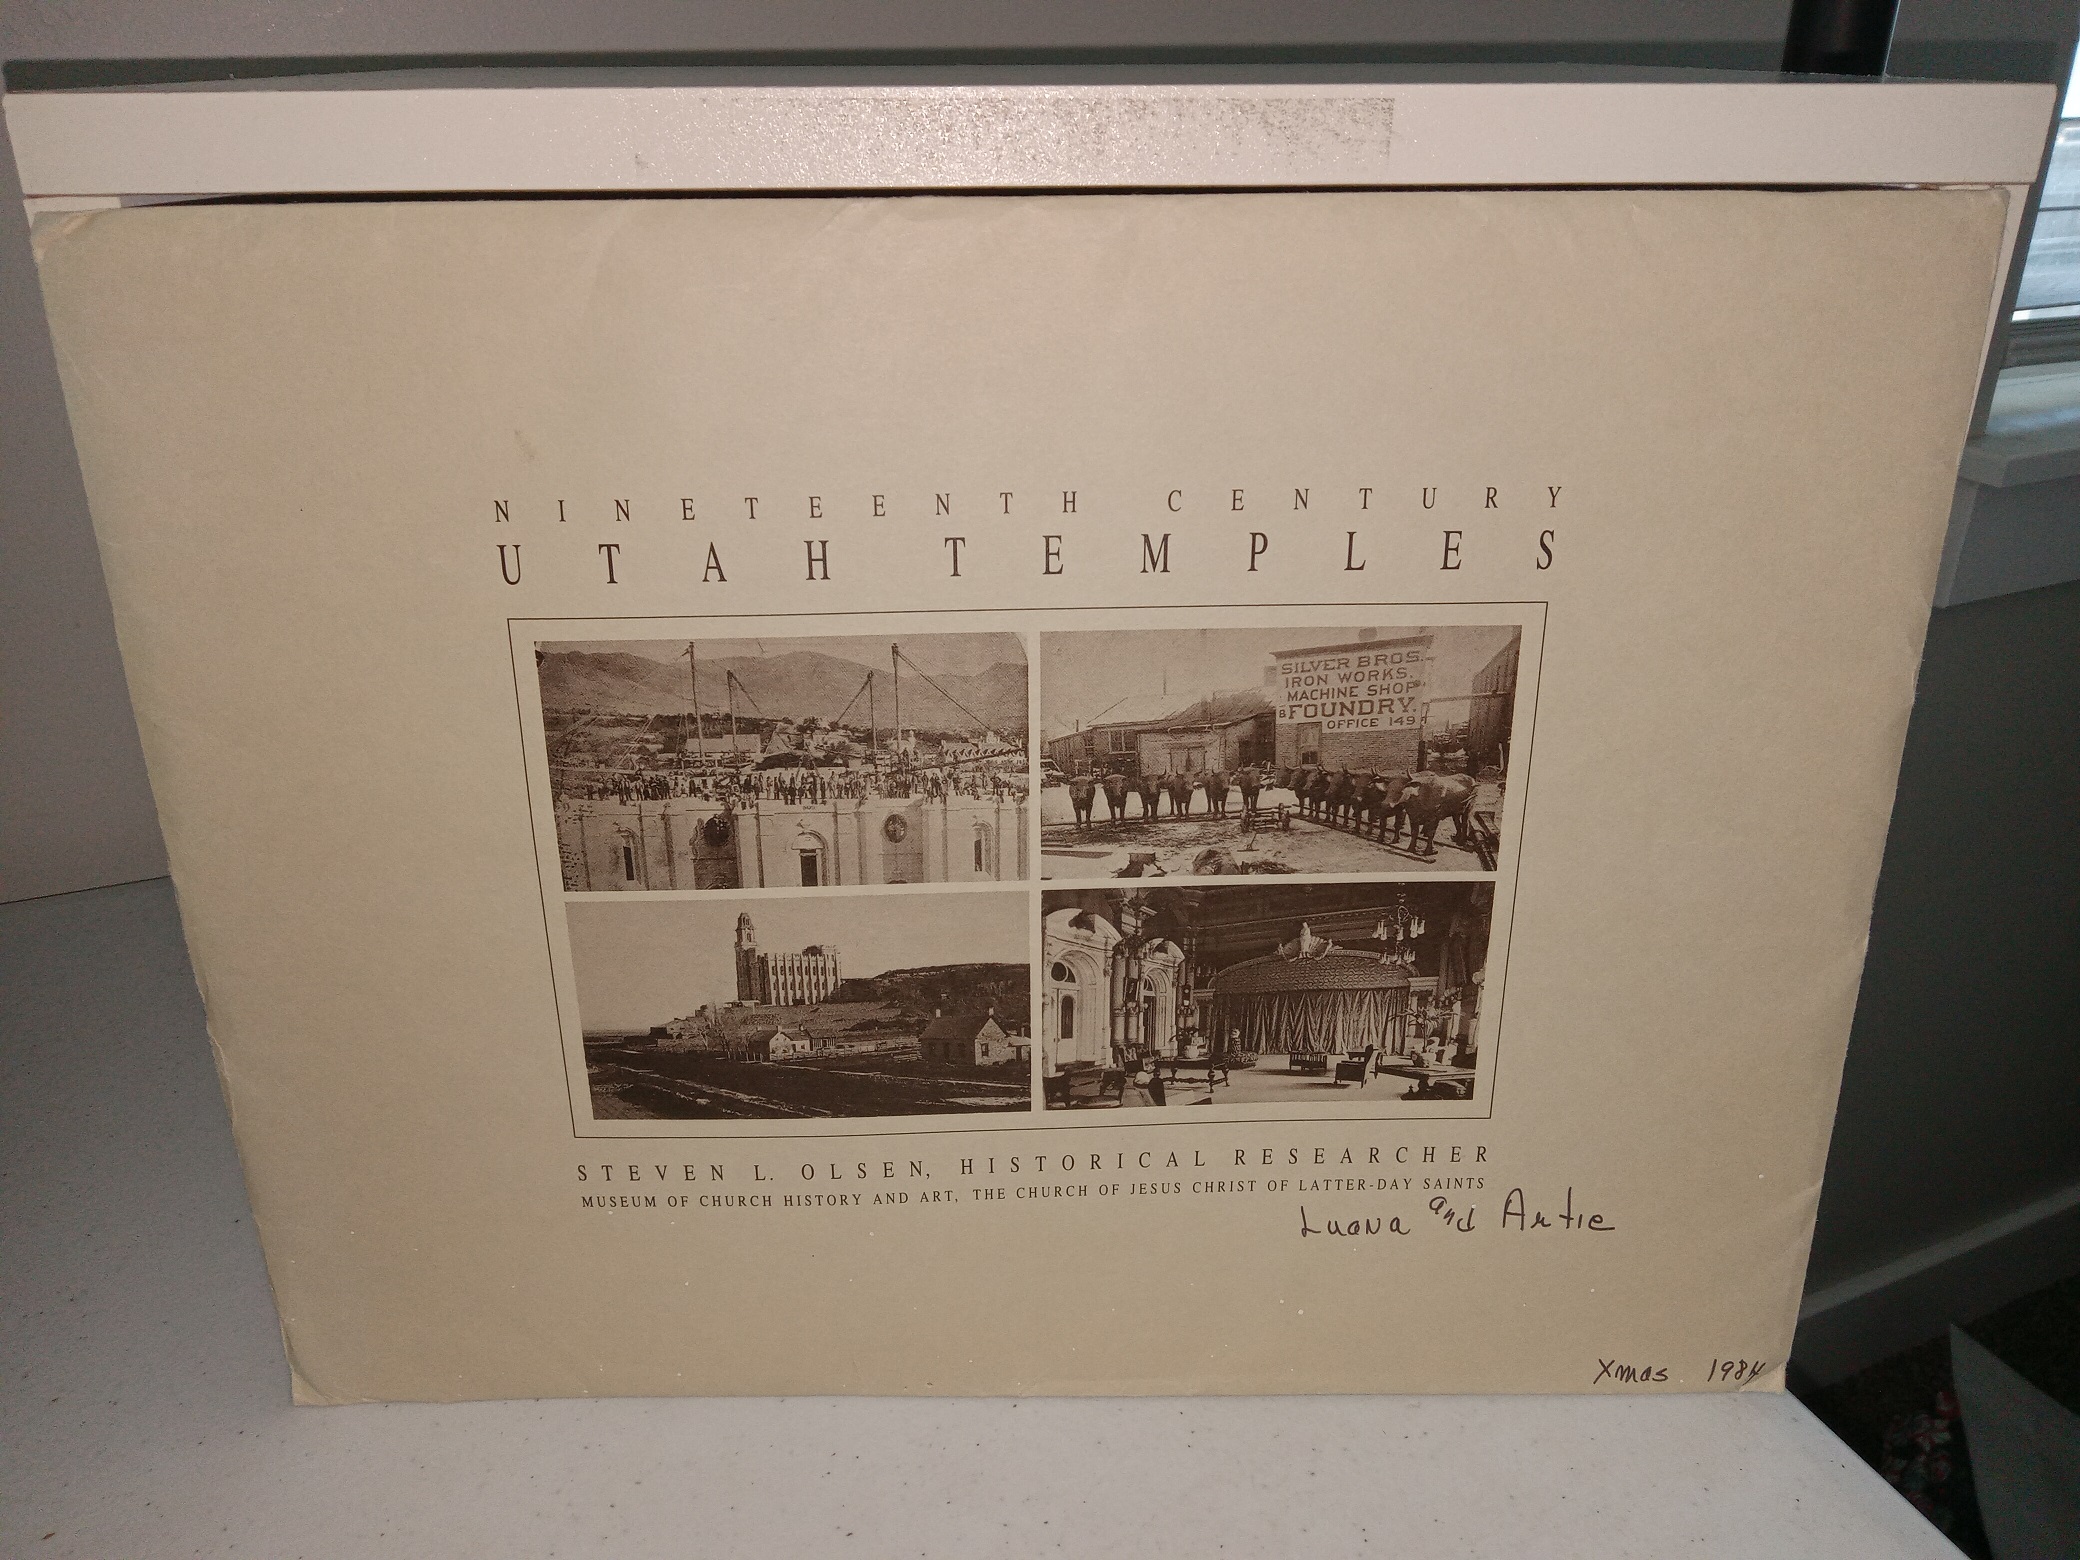 NINETEENTH CENTURY
UTAH TEMPLES
SILVER BROS.
IRON WORKS.
MACHINE SHOP
& FOUNDRY.
OFFICE 149
STEVEN L. OLSEN, HISTORICAL RESEARCHER
MUSEUM OF CHURCH HISTORY AND ART, THE CHURCH OF JESUS CHRIST OF LATTER-DAY SAINTS
Luana and Artie
Xmas 1984